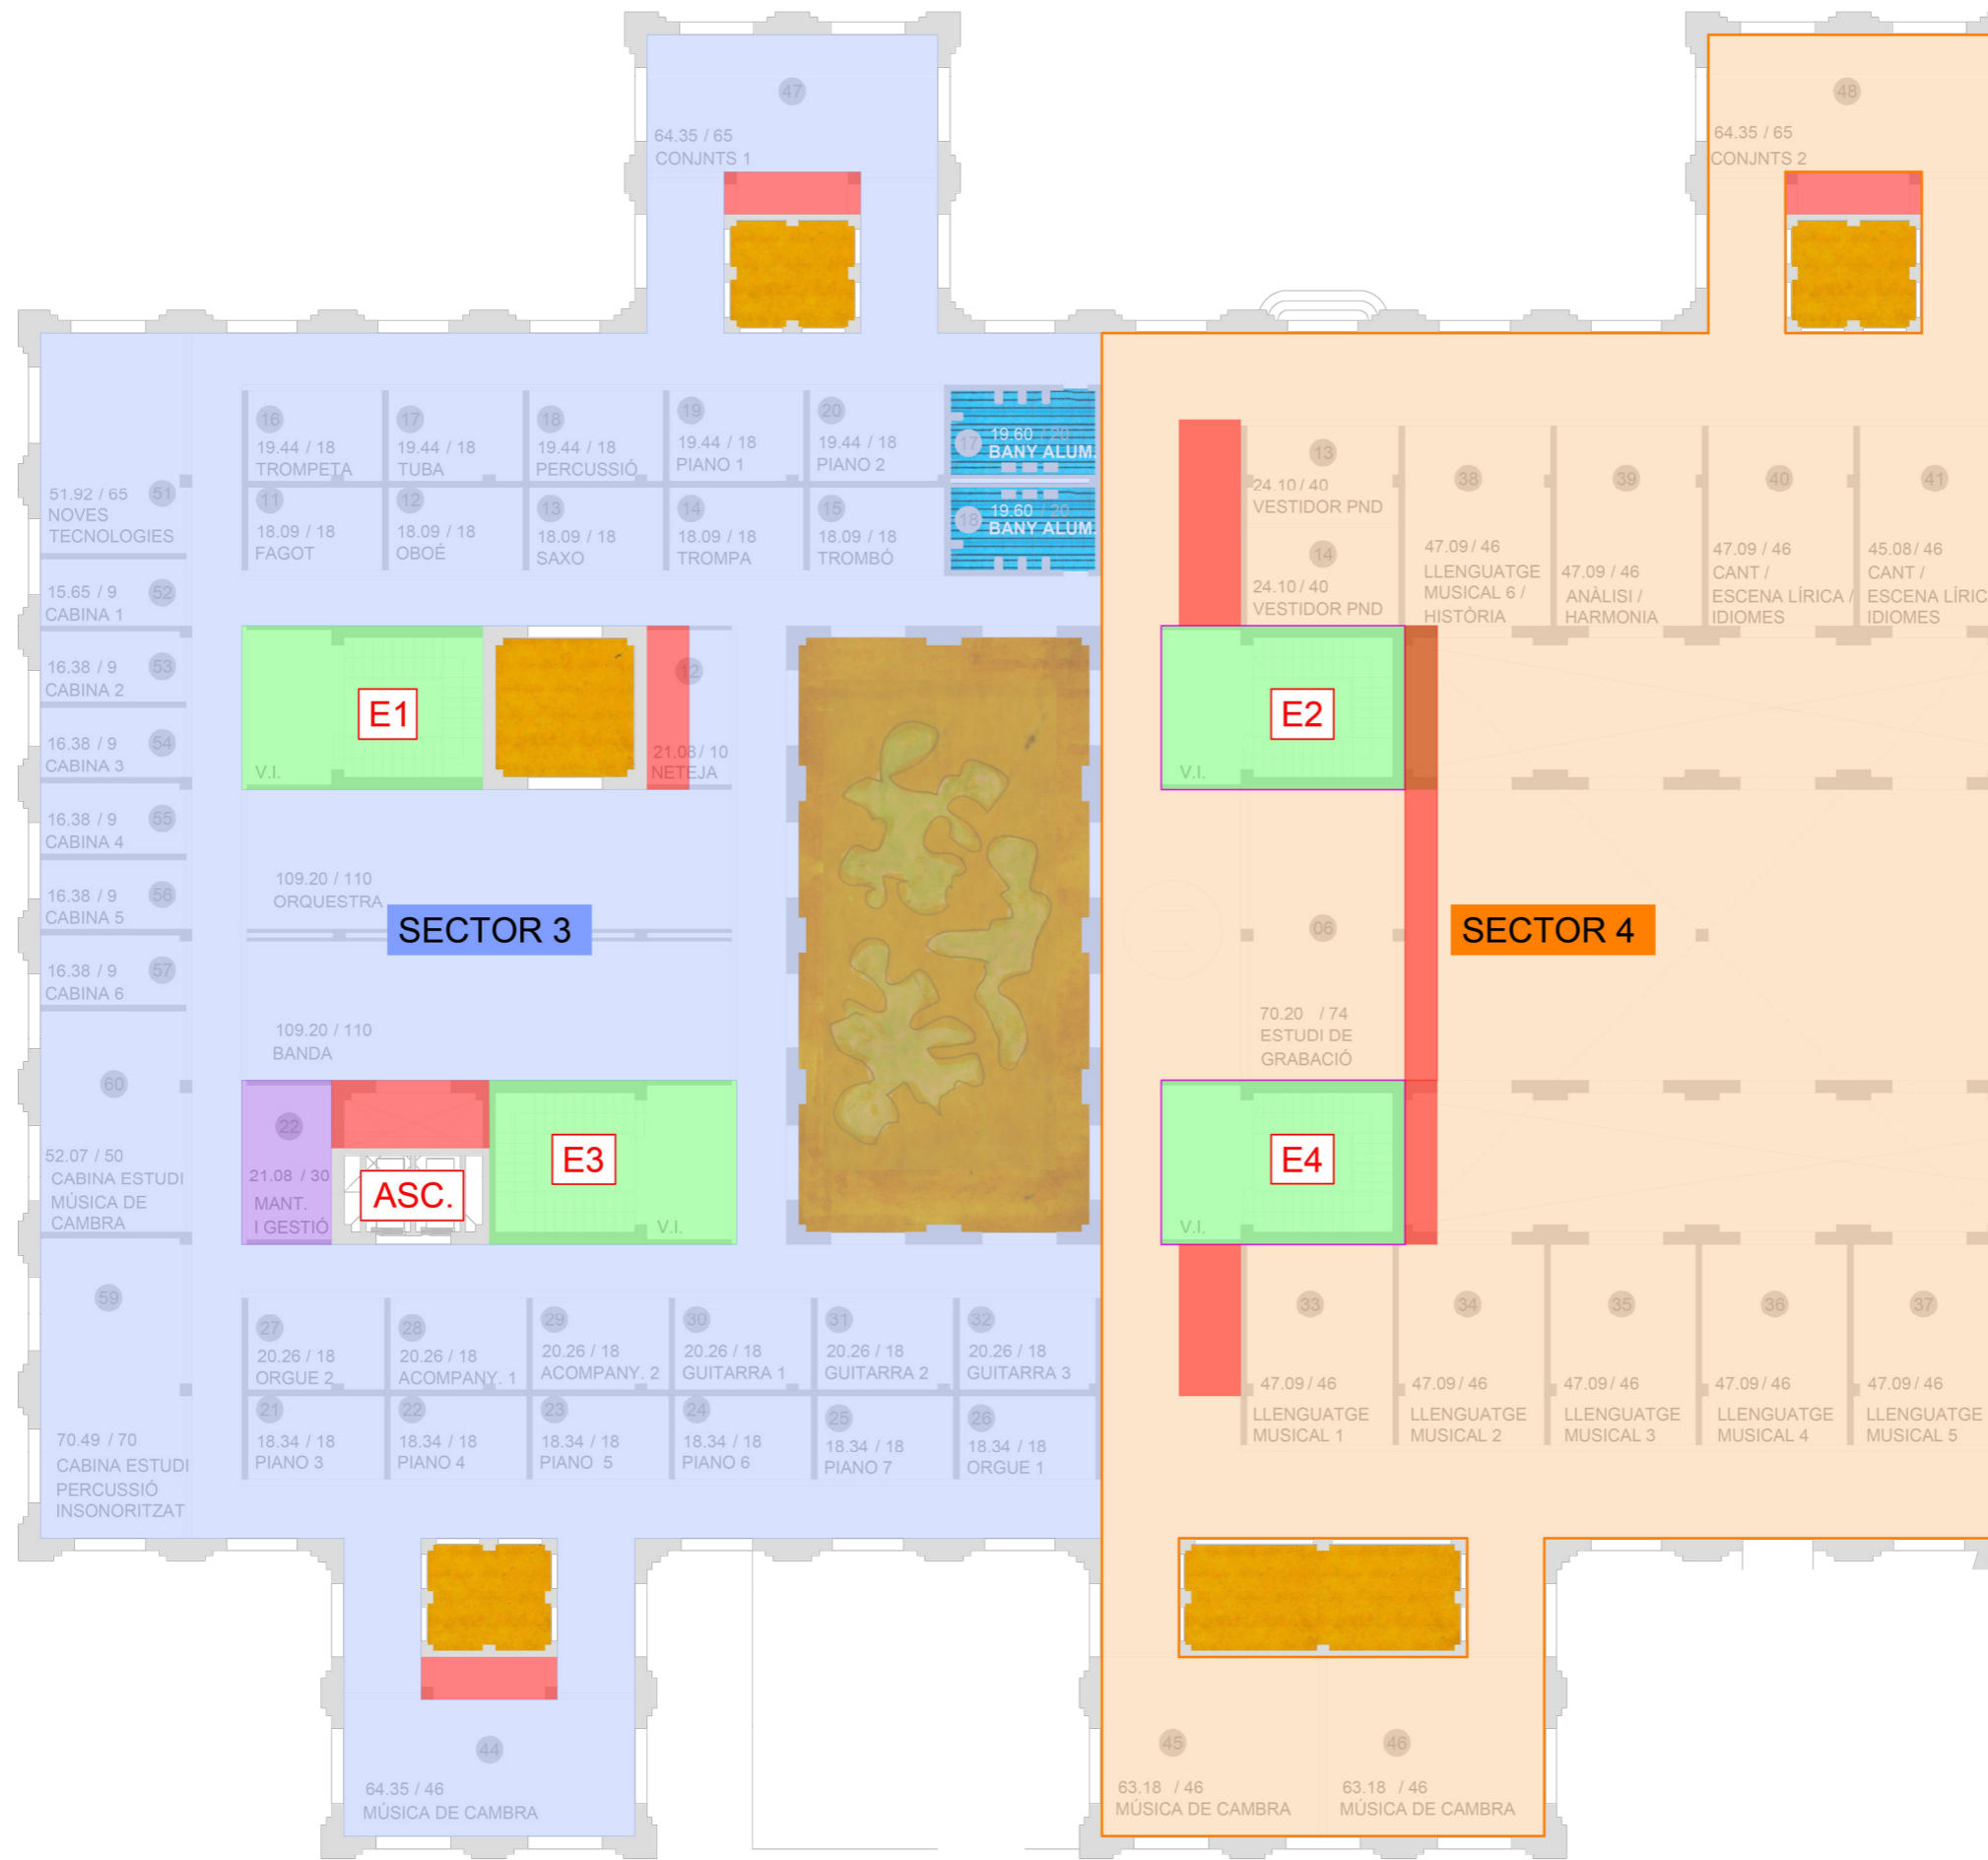 47
64.35 / 65
CONJNTS 1
48
64.35 / 65
CONJNTS 2
16
19.44 / 18
TROMPETA
17
19.44 / 18
TUBA
18
19.44 / 18
PERCUSSIÓ
19
19.44 / 18
PIANO 1
20
19.44 / 18
PIANO 2
17
19.60 / 20
BANY ALUM.
18
19.60 / 20
BANY ALUM.
11
18.09 / 18
FAGOT
12
18.09 / 18
OBOÉ
13
18.09 / 18
SAXO
14
18.09 / 18
TROMPA
15
18.09 / 18
TROMBÓ
51.92 / 65
51
NOVES
TECNOLOGIES
15.65 / 9
52
CABINA 1
16.38 / 9
53
CABINA 2
16.38 / 9
54
CABINA 3
16.38 / 9
55
CABINA 4
16.38 / 9
56
CABINA 5
16.38 / 9
57
CABINA 6
60
52.07 / 50
CABINA ESTUDI
MÚSICA DE
CAMBRA
59
70.49 / 70
CABINA ESTUDI
PERCUSSIÓ
INSONORITZAT
E1
V.I.
12
21.08 / 10
NETEJA
109.20 / 110
ORQUESTRA
SECTOR 3
109.20 / 110
BANDA
22
21.08 / 30
MANT.
I GESTIÓ
ASC.
E3
V.I.
27
20.26 / 18
ORGUE 2
28
20.26 / 18
ACOMPANY. 1
29
20.26 / 18
ACOMPANY. 2
30
20.26 / 18
GUITARRA 1
31
20.26 / 18
GUITARRA 2
32
20.26 / 18
GUITARRA 3
21
18.34 / 18
PIANO 3
22
18.34 / 18
PIANO 4
23
18.34 / 18
PIANO 5
24
18.34 / 18
PIANO 6
25
18.34 / 18
PIANO 7
26
18.34 / 18
ORGUE 1
44
64.35 / 46
MÚSICA DE CAMBRA
13
24.10 / 40
VESTIDOR PND
14
24.10 / 40
VESTIDOR PND
38
47.09 / 46
LLENGUATGE
MUSICAL 6 /
HISTÒRIA
39
47.09 / 46
ANÀLISI /
HARMONIA
40
47.09 / 46
CANT /
ESCENA LÍRICA /
IDIOMES
41
45.08 / 46
CANT /
ESCENA LÍRIC
IDIOMES
E2
V.I.
06
70.20 / 74
ESTUDI DE
GRABACIÓ
SECTOR 4
E4
V.I.
33
47.09 / 46
LLENGUATGE
MUSICAL 1
34
47.09 / 46
LLENGUATGE
MUSICAL 2
35
47.09 / 46
LLENGUATGE
MUSICAL 3
36
47.09 / 46
LLENGUATGE
MUSICAL 4
37
47.09 / 46
LLENGUATGE
MUSICAL 5
45
63.18 / 46
MÚSICA DE CAMBRA
46
63.18 / 46
MÚSICA DE CAMBRA